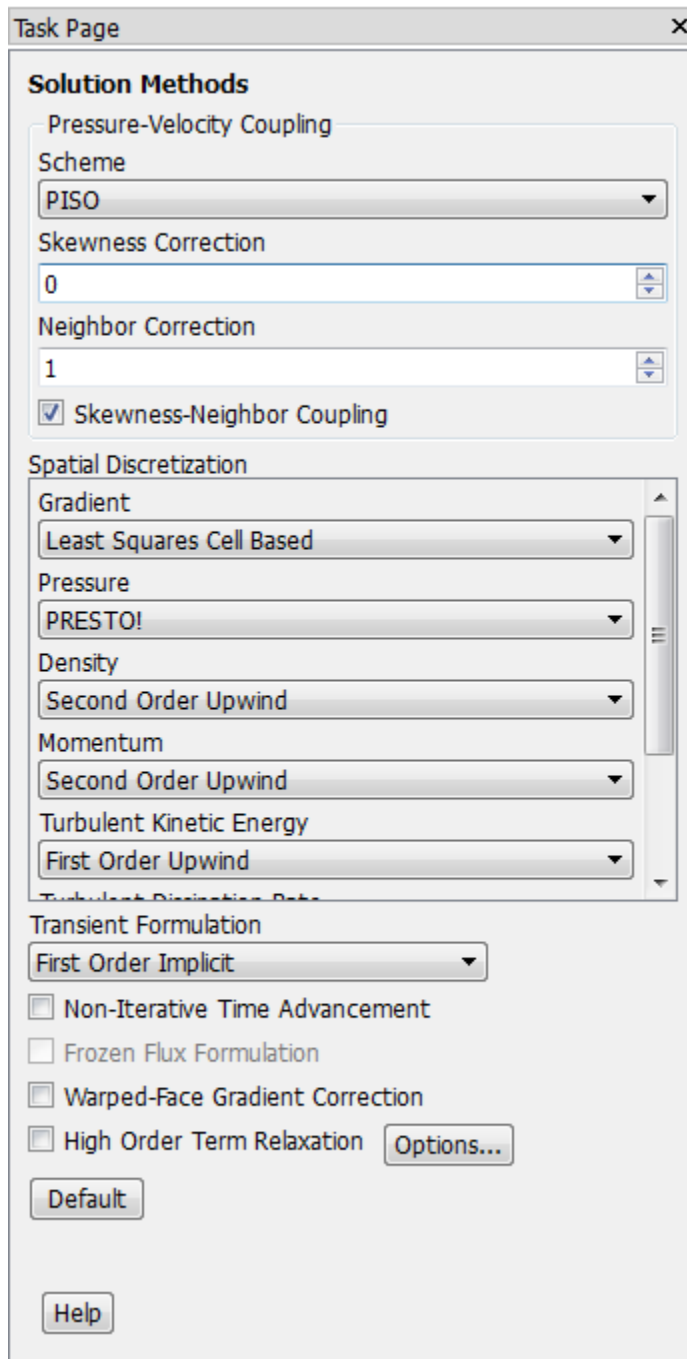 Task Page
Solution Methods
Pressure-Velocity Coupling
Scheme
PISO
Skewness Correction
0
Neighbor Correction
1
Skewness-Neighbor Coupling
Spatial Discretization
Gradient
Least Squares Cell Based
Pressure
PRESTO!
Density
Second Order Upwind
Momentum
Second Order Upwind
Turbulent Kinetic Energy
First Order Upwind
Turbulent Dissipation Rate
Transient Formulation
First Order Implicit
Non-Iterative Time Advancement
Frozen Flux Formulation
Warped-Face Gradient Correction
High Order Term Relaxation Options...
Default
Help